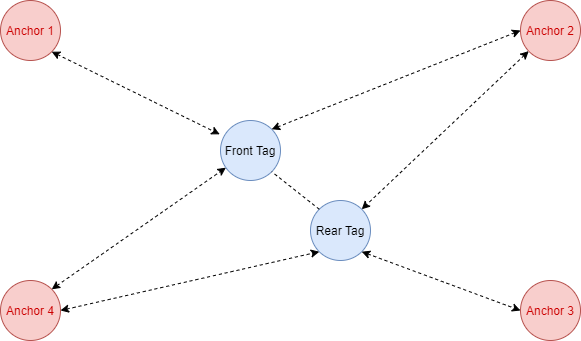 Anchor 1
Anchor 2
Front Tag
Rear Tag
Anchor 4
Anchor 3